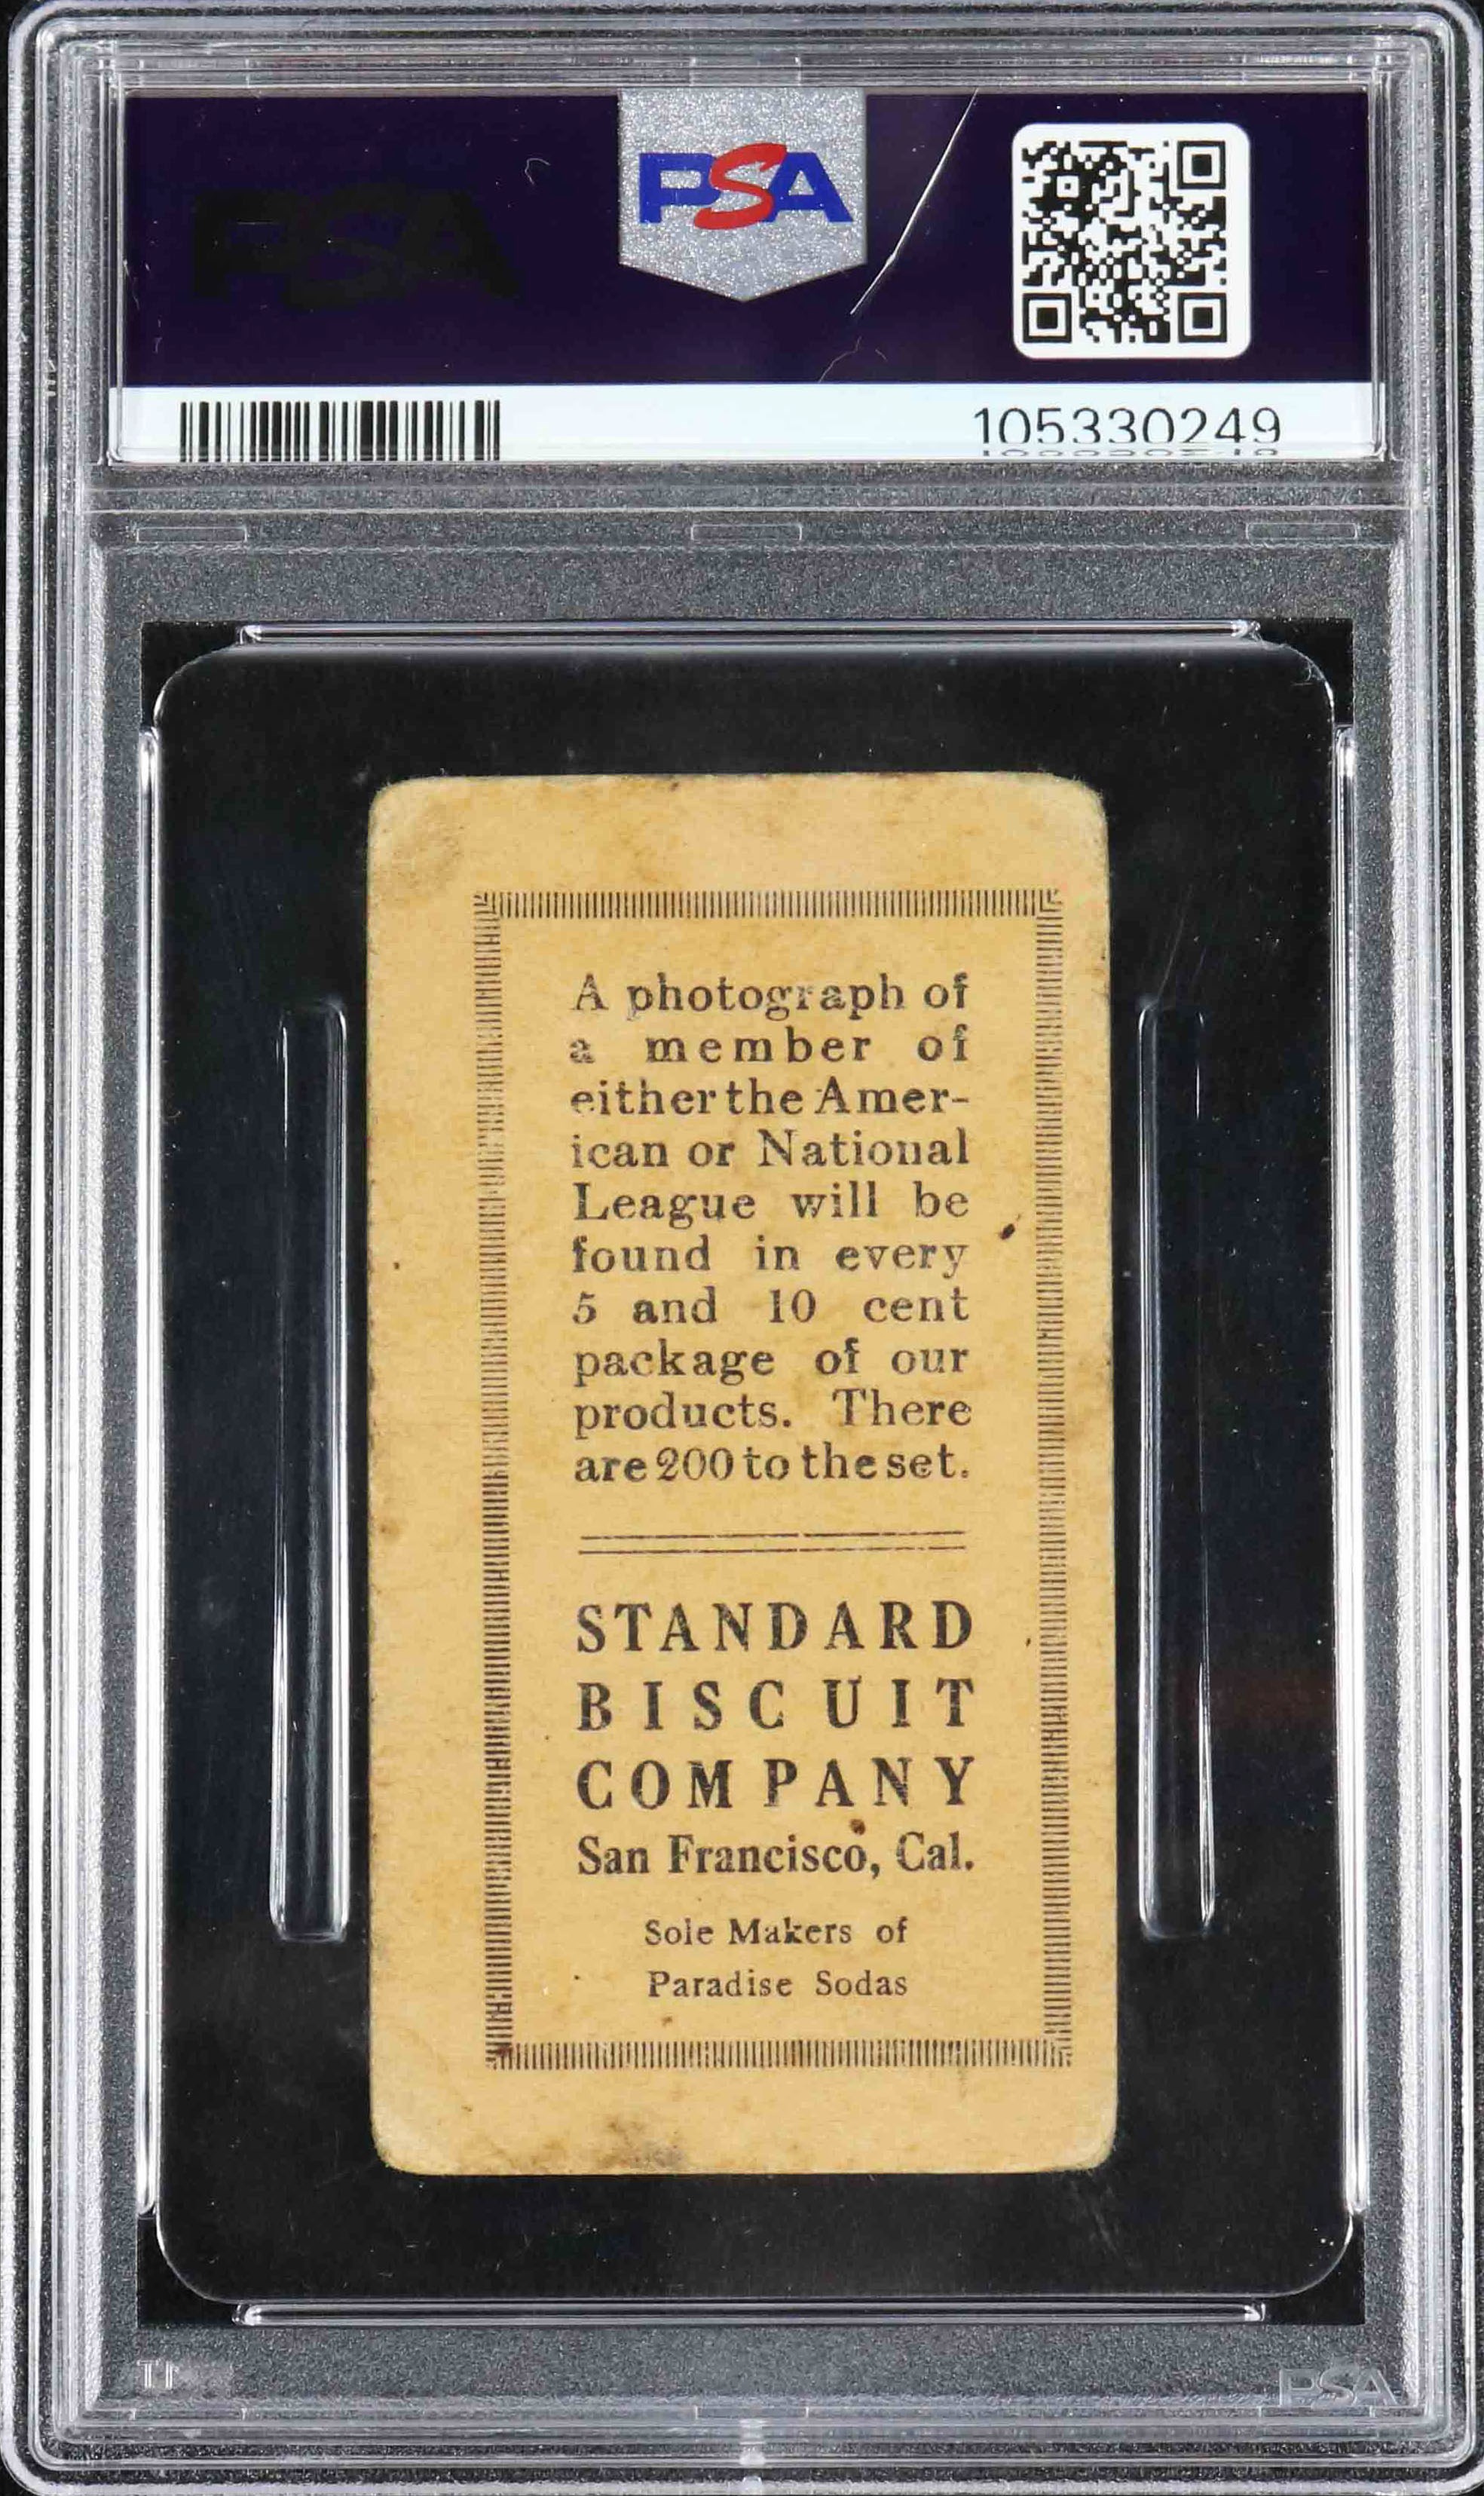 PSA
PSA
105330249
A photograph of
a member of
either the Amer-
ican or National
League will be
found in every
5 and 10 cent
package of our
products. There
are 200 to the set.
STANDARD
BISCUIT
COMPANY
San Francisco, Cal.
Sole Makers of
Paradise Sodas
PSA